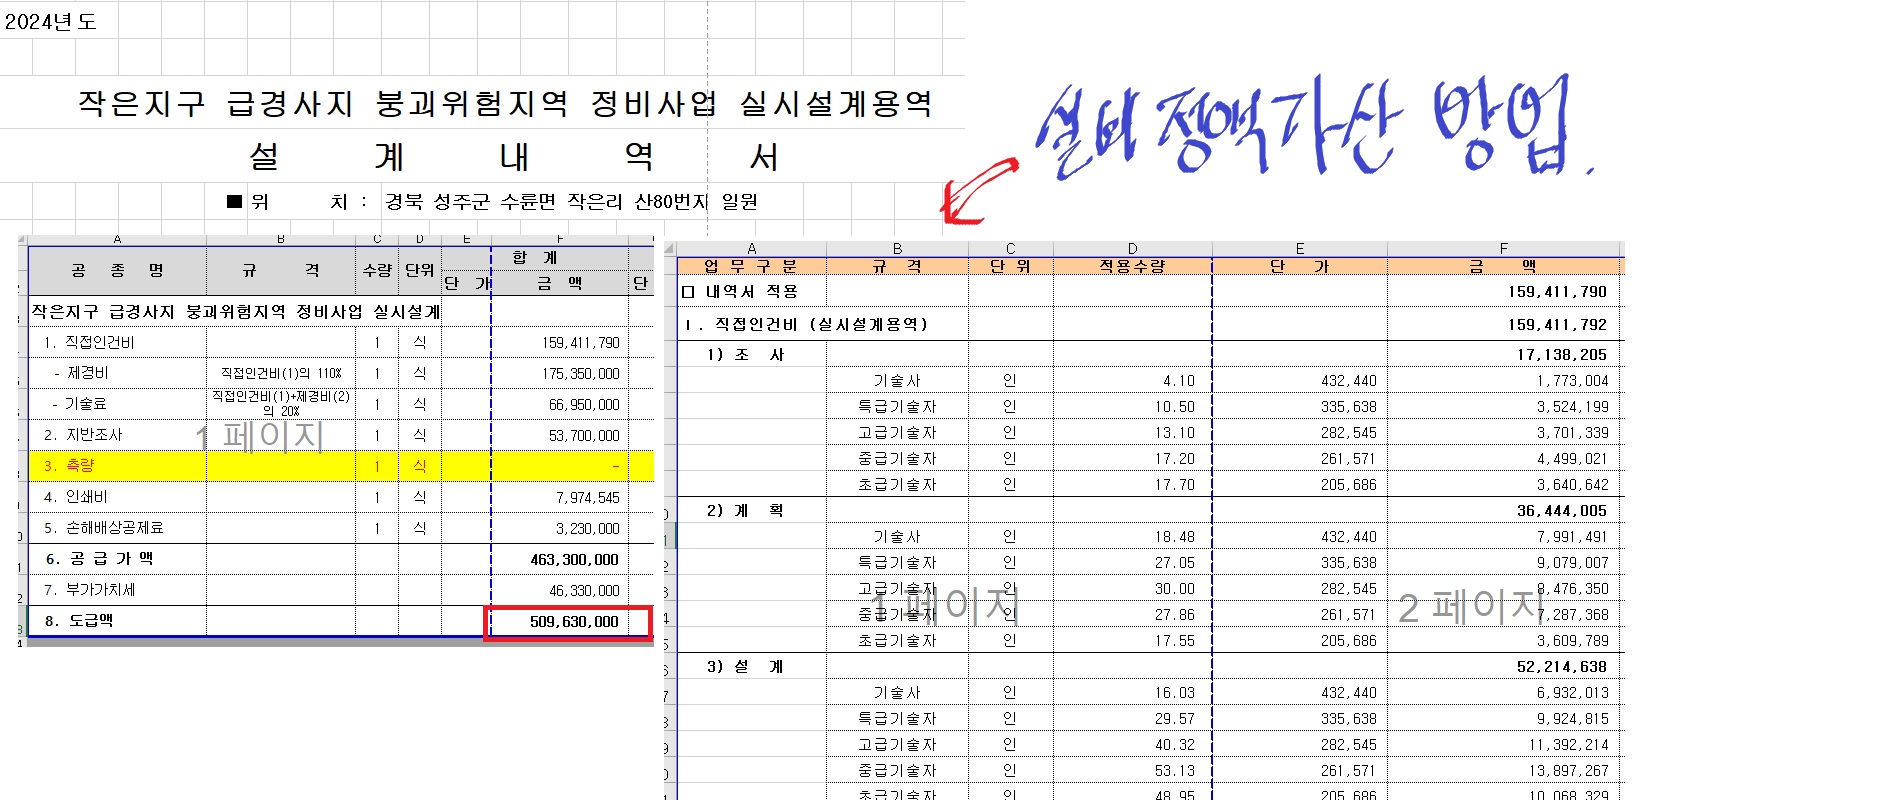 2024년 도
작은지구 급경사지 붕괴위험지역 정비사업 실시설계용역
설 계 내 역 서
■ 위 치 : 경북 성주군 수륜면 작은리 산80번지 일원
실비정액가산 방업.
A B C D E F
공 종 명 규 격 수량 단위 합 계
단 가 금 액 단
작은지구 급경사지 붕괴위험지역 정비사업 실시설계
1. 직접인건비 1 식 159,411,790
- 제경비 직접인건비(1)의 110% 1 식 175,350,000
- 기술료 직접인건비(1)+제경비(2)의 20% 1 식 66,950,000
2. 지반조사 1 식 53,700,000
3. 측량 1 식 -
4. 인쇄비 1 식 7,974,545
5. 손해배상공제료 1 식 3,230,000
6. 공 급 가 액 463,300,000
7. 부가가치세 46,330,000
8. 도급액 509,630,000
1 페이지
A B C D E F
업 무 구 분 규 격 단 위 적용수량 단 가 금 액
□ 내역서 적용 159,411,790
Ⅰ. 직접인건비 (실시설계용역) 159,411,792
1) 조 사 17,138,205
기술사 인 4.10 432,440 1,773,004
특급기술자 인 10.50 335,638 3,524,199
고급기술자 인 13.10 282,545 3,701,339
중급기술자 인 17.20 261,571 4,499,021
초급기술자 인 17.70 205,686 3,640,642
2) 계 획 36,444,005
기술사 인 18.48 432,440 7,991,491
특급기술자 인 27.05 335,638 9,079,007
고급기술자 인 30.00 282,545 8,476,350
중급기술자 인 27.86 261,571 7,287,368
초급기술자 인 17.55 205,686 3,609,789
1 페이지 2 페이지
3) 설 계 52,214,638
기술사 인 16.03 432,440 6,932,013
특급기술자 인 29.57 335,638 9,924,815
고급기술자 인 40.32 282,545 11,392,214
중급기술자 인 53.13 261,571 13,897,267
초급기술자 인 48.95 205,686 10,068,329